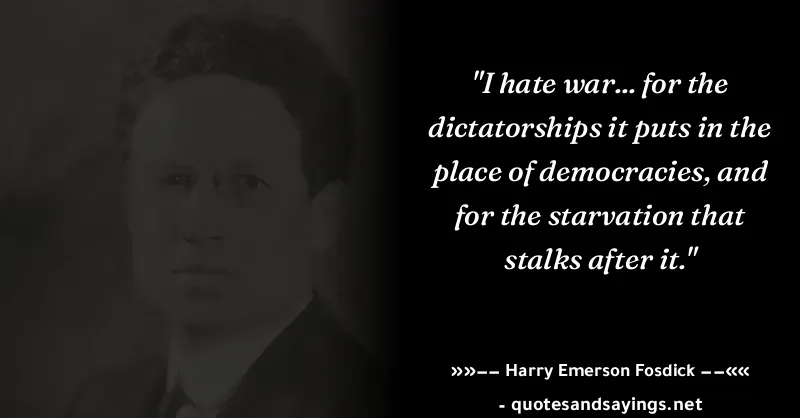 "I hate war... for the
dictatorships it puts in the
place of democracies, and
for the starvation that
stalks after it."
»»−− Harry Emerson Fosdick −−««
- quotesandsayings.net